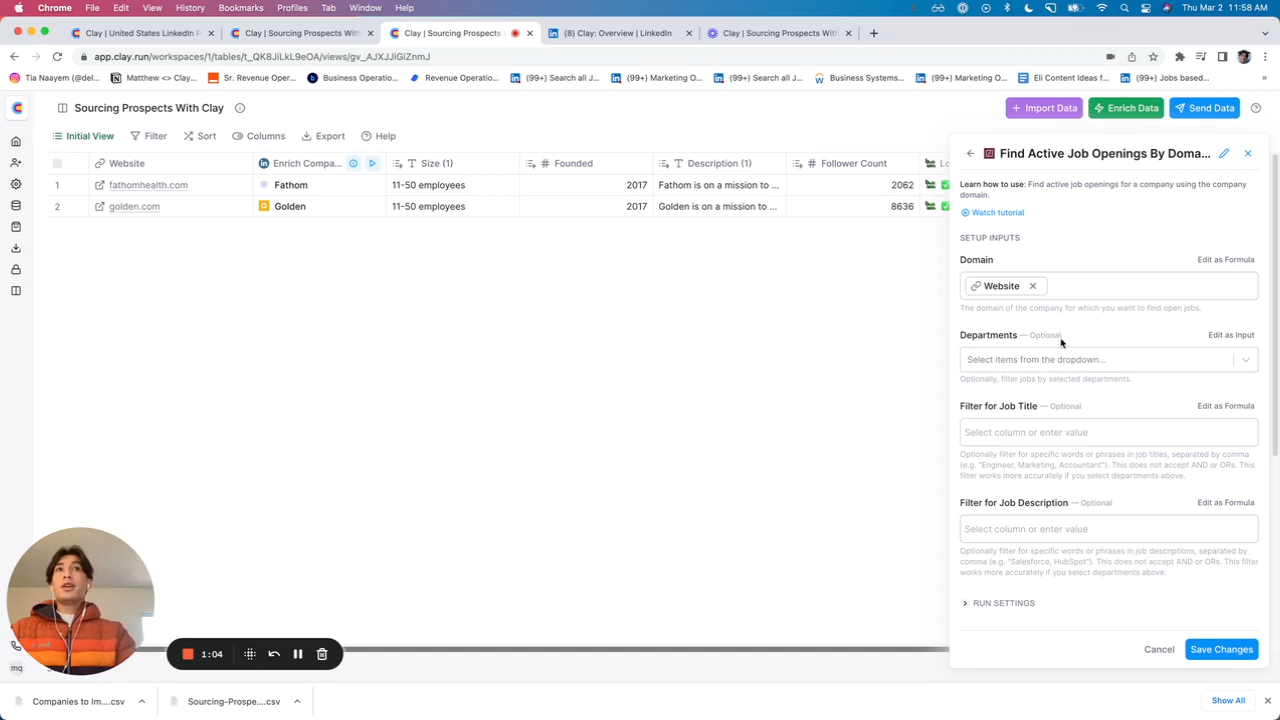 Chrome File Edit View History Bookmarks Profiles Tab Window Help
Thu Mar 2 11:58 AM
Clay | United States LinkedIn P
Clay | Sourcing Prospects With
Clay | Sourcing Prospects
(8) Clay: Overview | LinkedIn
Clay | Sourcing Prospects With
app.clay.run/workspaces/1/tables/t_QK8JiLkL9eOA/views/gv_AJXJJiGiZnmJ
Tia Naayem (@del...
Matthew <> Clay...
Sr. Revenue Oper...
Business Operatio...
Revenue Operatio...
(99+) Search all J...
(99+) Marketing O...
(99+) Search all J...
Business Systems...
(99+) Marketing O...
Eli Content Ideas f...
(99+) Jobs based...
Sourcing Prospects With Clay
Import Data
Enrich Data
Send Data
Initial View
Filter
Sort
Columns
Export
Help
Website
Enrich Compa...
Size (1)
Founded
Description (1)
Follower Count
1 fathomhealth.com Fathom 11-50 employees 2017 Fathom is on a mission to ... 2062
2 golden.com Golden 11-50 employees 2017 Golden is on a mission to ... 8636
Find Active Job Openings By Doma...
Learn how to use: Find active job openings for a company using the company
domain.
Watch tutorial
SETUP INPUTS
Domain
Edit as Formula
Website
The domain of the company for which you want to find open jobs.
Departments — Optional
Edit as Input
Select items from the dropdown...
Optionally, filter jobs by selected departments.
Filter for Job Title — Optional
Edit as Formula
Select column or enter value
Optionally filter for specific words or phrases in job titles, separated by comma
(e.g. "Engineer, Marketing, Accountant"). This does not accept AND or ORs. This
filter works more accurately if you select departments above.
Filter for Job Description — Optional
Edit as Formula
Select column or enter value
Optionally filter for specific words or phrases in job descriptions, separated by
comma (e.g. "Salesforce, HubSpot"). This does not accept AND or ORs. This filter
works more accurately if you select departments above.
RUN SETTINGS
Cancel
Save Changes
1:04
mq
Companies to Im....csv
Sourcing-Prospe....csv
Show All